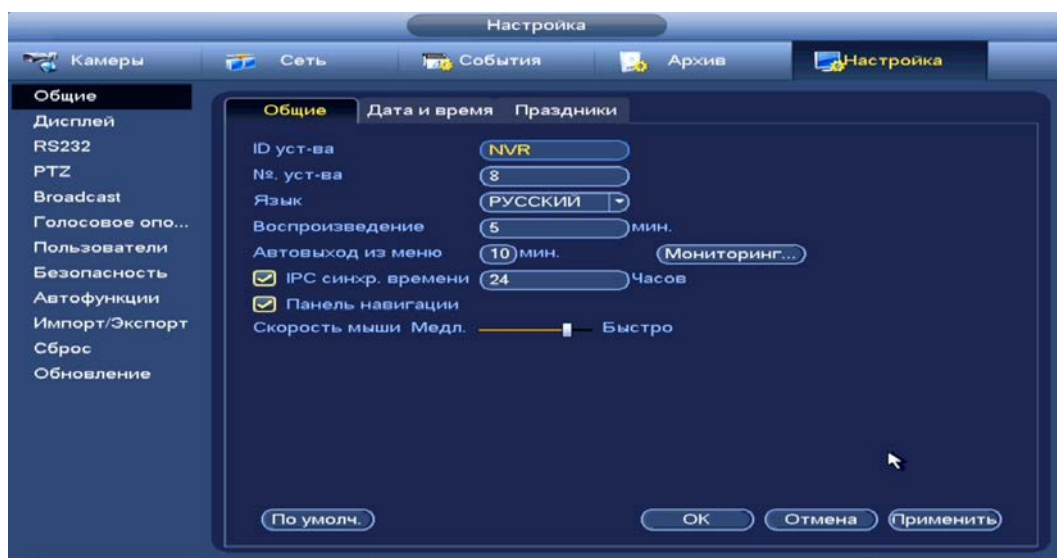 Настройка
Камеры Сеть События Архив Настройка
Общие
Дисплей
RS232
PTZ
Broadcast
Голосовое опо...
Пользователи
Безопасность
Автофункции
Импорт/Экспорт
Сброс
Обновление
Общие Дата и время Праздники
ID уст-ва NVR
№. уст-ва 8
Язык РУССКИЙ
Воспроизведение 5 мин.
Автовыход из меню 10 мин. Мониторинг...
IPC синхр. времени 24 Часов
Панель навигации
Скорость мыши Медл. Быстро
По умолч. OK Отмена Применить